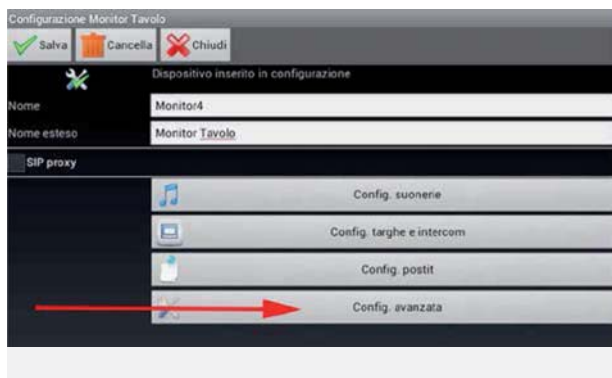 Configurazione Monitor Tavolo
Salva Cancella Chiudi
Dispositivo inserito in configurazione
Nome Monitor4
Nome esteso Monitor Tavolo
SIP proxy
Config. suonerie
Config. targhe e intercom
Config. postit
Config. avanzata